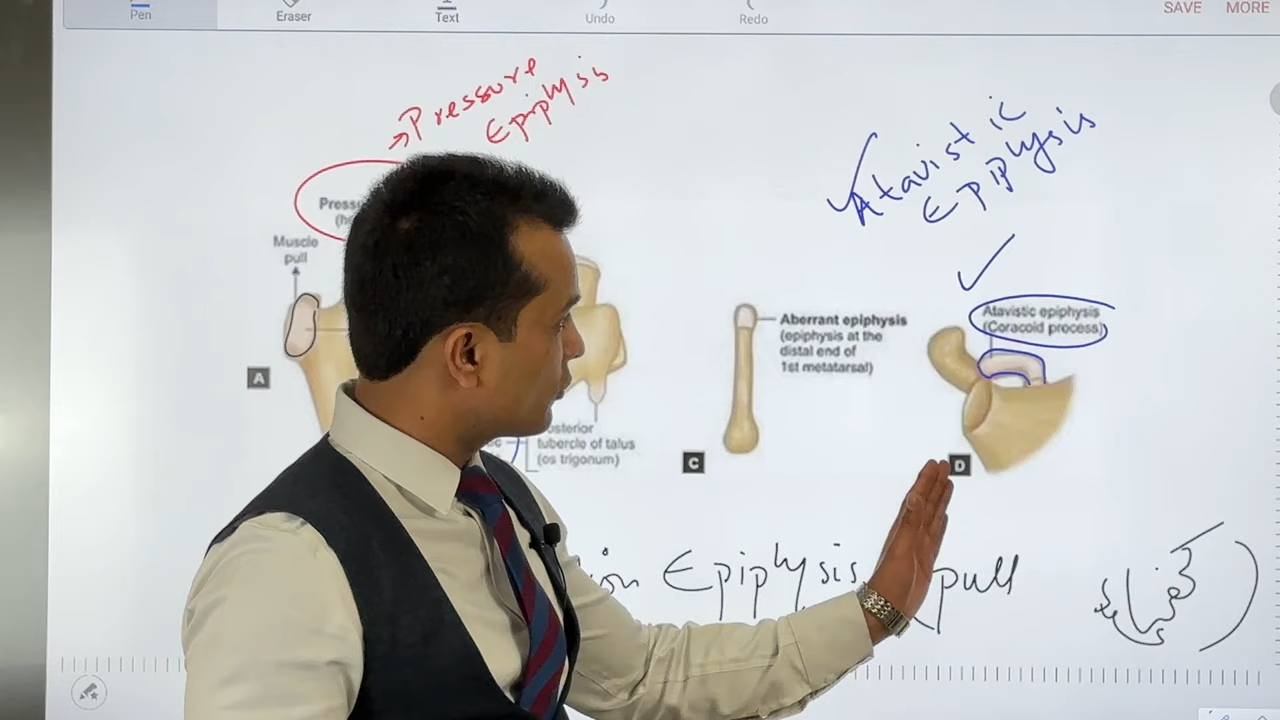 Pen
Eraser
Text
Undo
Redo
SAVE
MORE
→Pressure
Epiphysis
Atavistic
Epiphysis
Muscle
pull
A
tubercle of talus
(os trigonum)
Aberrant epiphysis
(epiphysis at the
distal end of
1st metatarsal)
C
Atavistic epiphysis
(Coracoid process)
D
Epiphysis pull